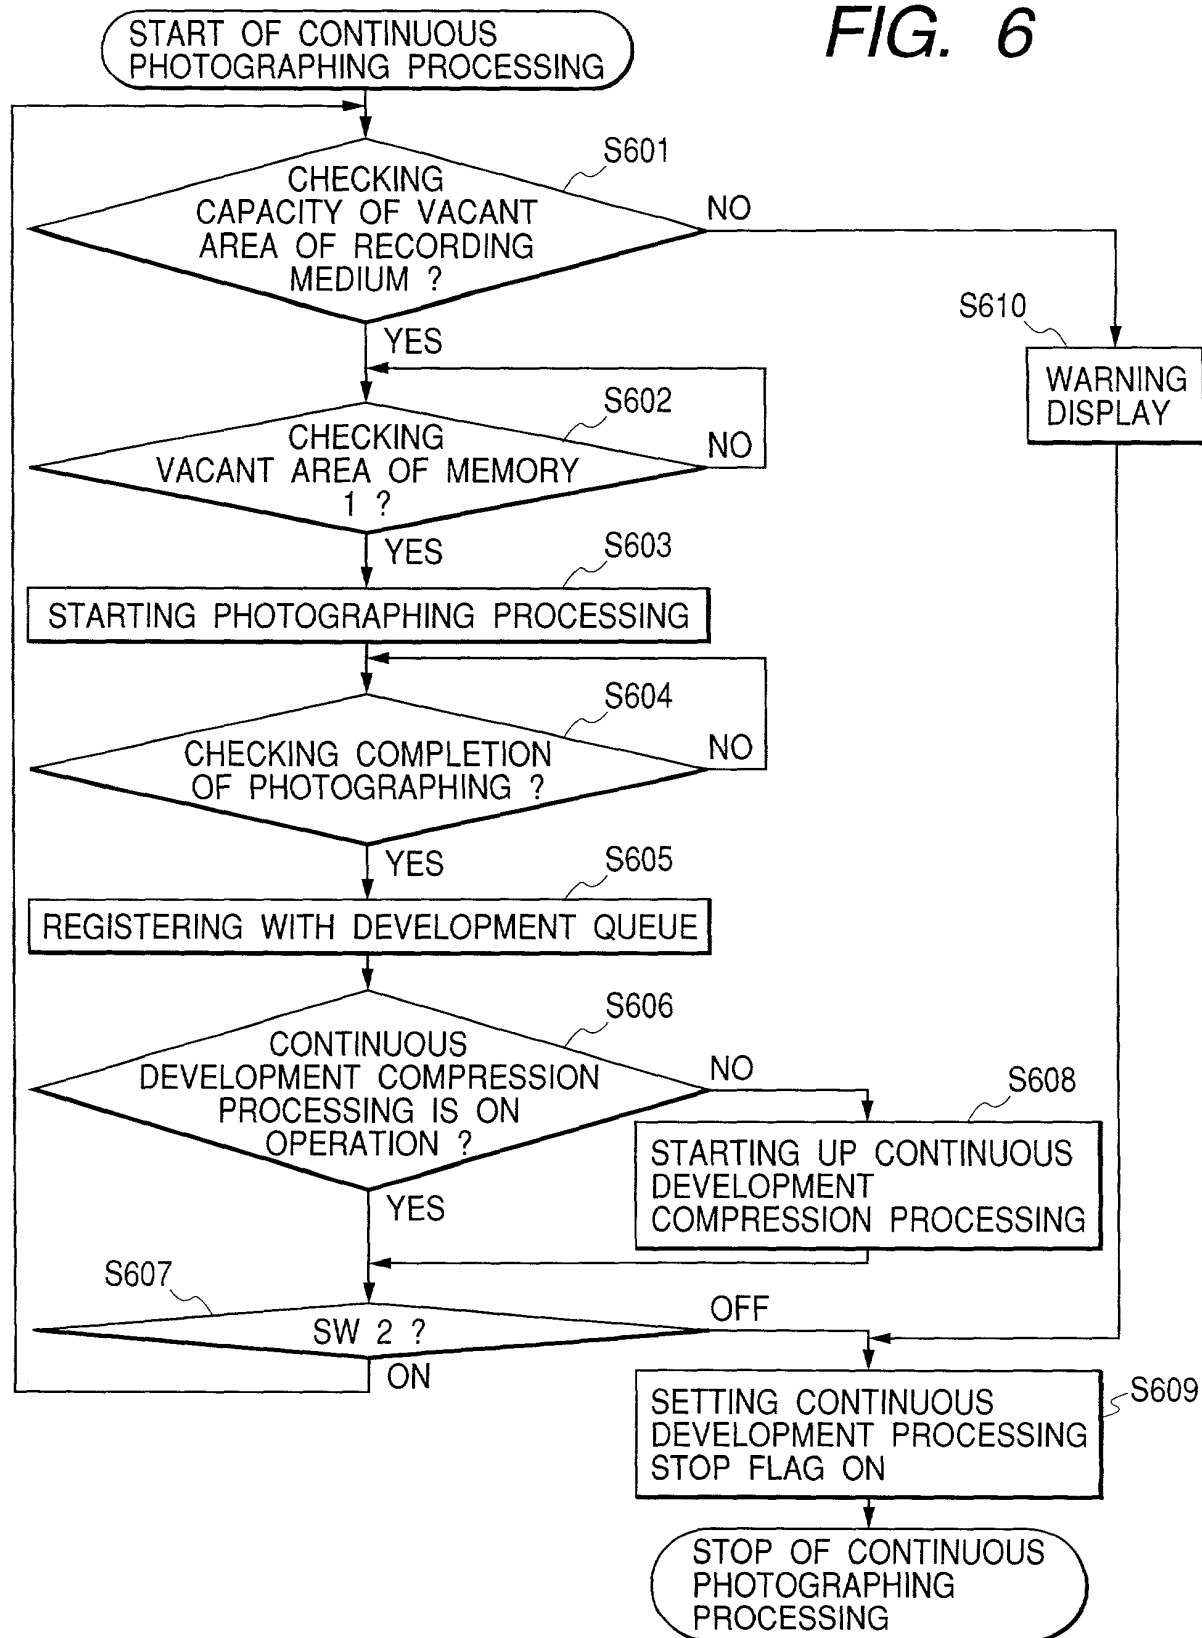 FIG. 6
START OF CONTINUOUS
PHOTOGRAPHING PROCESSING
S601
CHECKING
CAPACITY OF VACANT
AREA OF RECORDING
MEDIUM ?
NO
YES
S610
WARNING
DISPLAY
S602
CHECKING
VACANT AREA OF MEMORY
1 ?
NO
YES
S603
STARTING PHOTOGRAPHING PROCESSING
S604
CHECKING COMPLETION
OF PHOTOGRAPHING ?
NO
YES
S605
REGISTERING WITH DEVELOPMENT QUEUE
S606
CONTINUOUS
DEVELOPMENT COMPRESSION
PROCESSING IS ON
OPERATION ?
NO
YES
S608
STARTING UP CONTINUOUS
DEVELOPMENT
COMPRESSION PROCESSING
S607
SW 2 ?
OFF
ON
S609
SETTING CONTINUOUS
DEVELOPMENT PROCESSING
STOP FLAG ON
STOP OF CONTINUOUS
PHOTOGRAPHING
PROCESSING